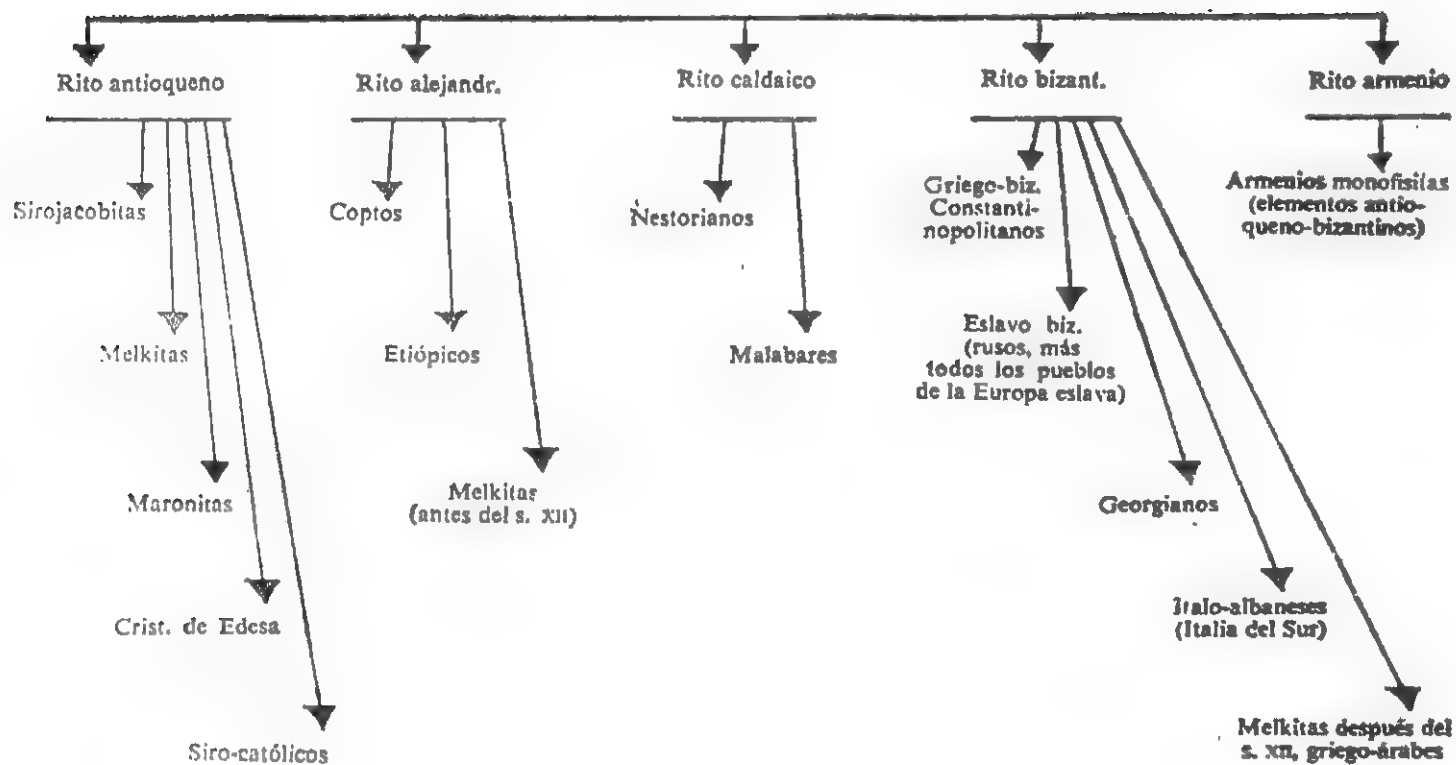 Rito antioqueno
Rito alejandr.
Rito caldaico
Rito bizant.
Rito armenio
Sirojacobitas
Melkitas
Maronitas
Crist. de Edesa
Siro-católicos
Coptos
Etiópicos
Melkitas
(antes del s. XII)
Nestorianos
Malabares
Griego-biz.
Constanti-
nopolitanos
Eslavo biz.
(rusos, más
todos los pueblos
de la Europa eslava)
Georgianos
Italo-albaneses
(Italia del Sur)
Melkitas después del
s. XII, griego-árabes
Armenios monofisitas
(elementos antio-
queno-bizantinos)